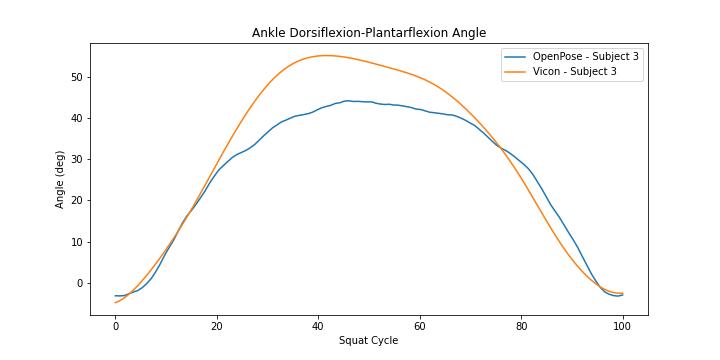 Ankle Dorsiflexion-Plantarflexion Angle
OpenPose - Subject 3
Vicon - Subject 3
50
40
30
20
10
0
Angle (deg)
0 20 40 60 80 100
Squat Cycle